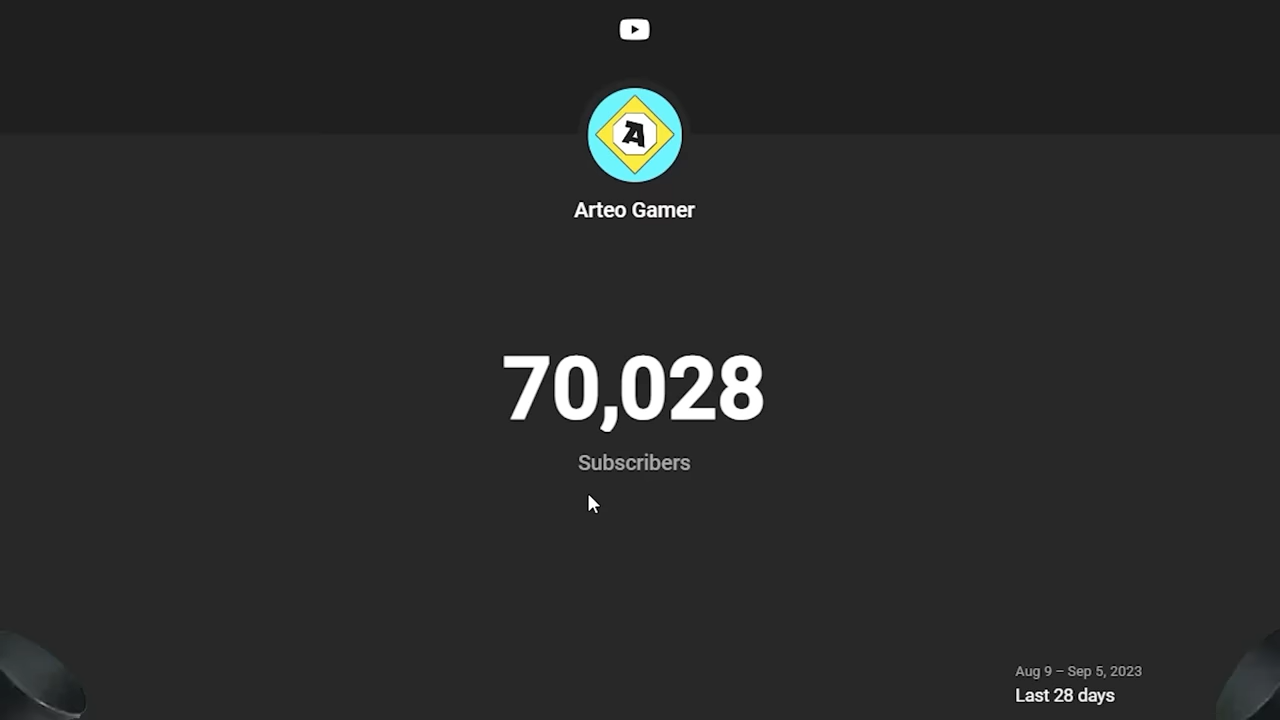 A
Arteo Gamer
70,028
Subscribers
Aug 9 – Sep 5, 2023
Last 28 days